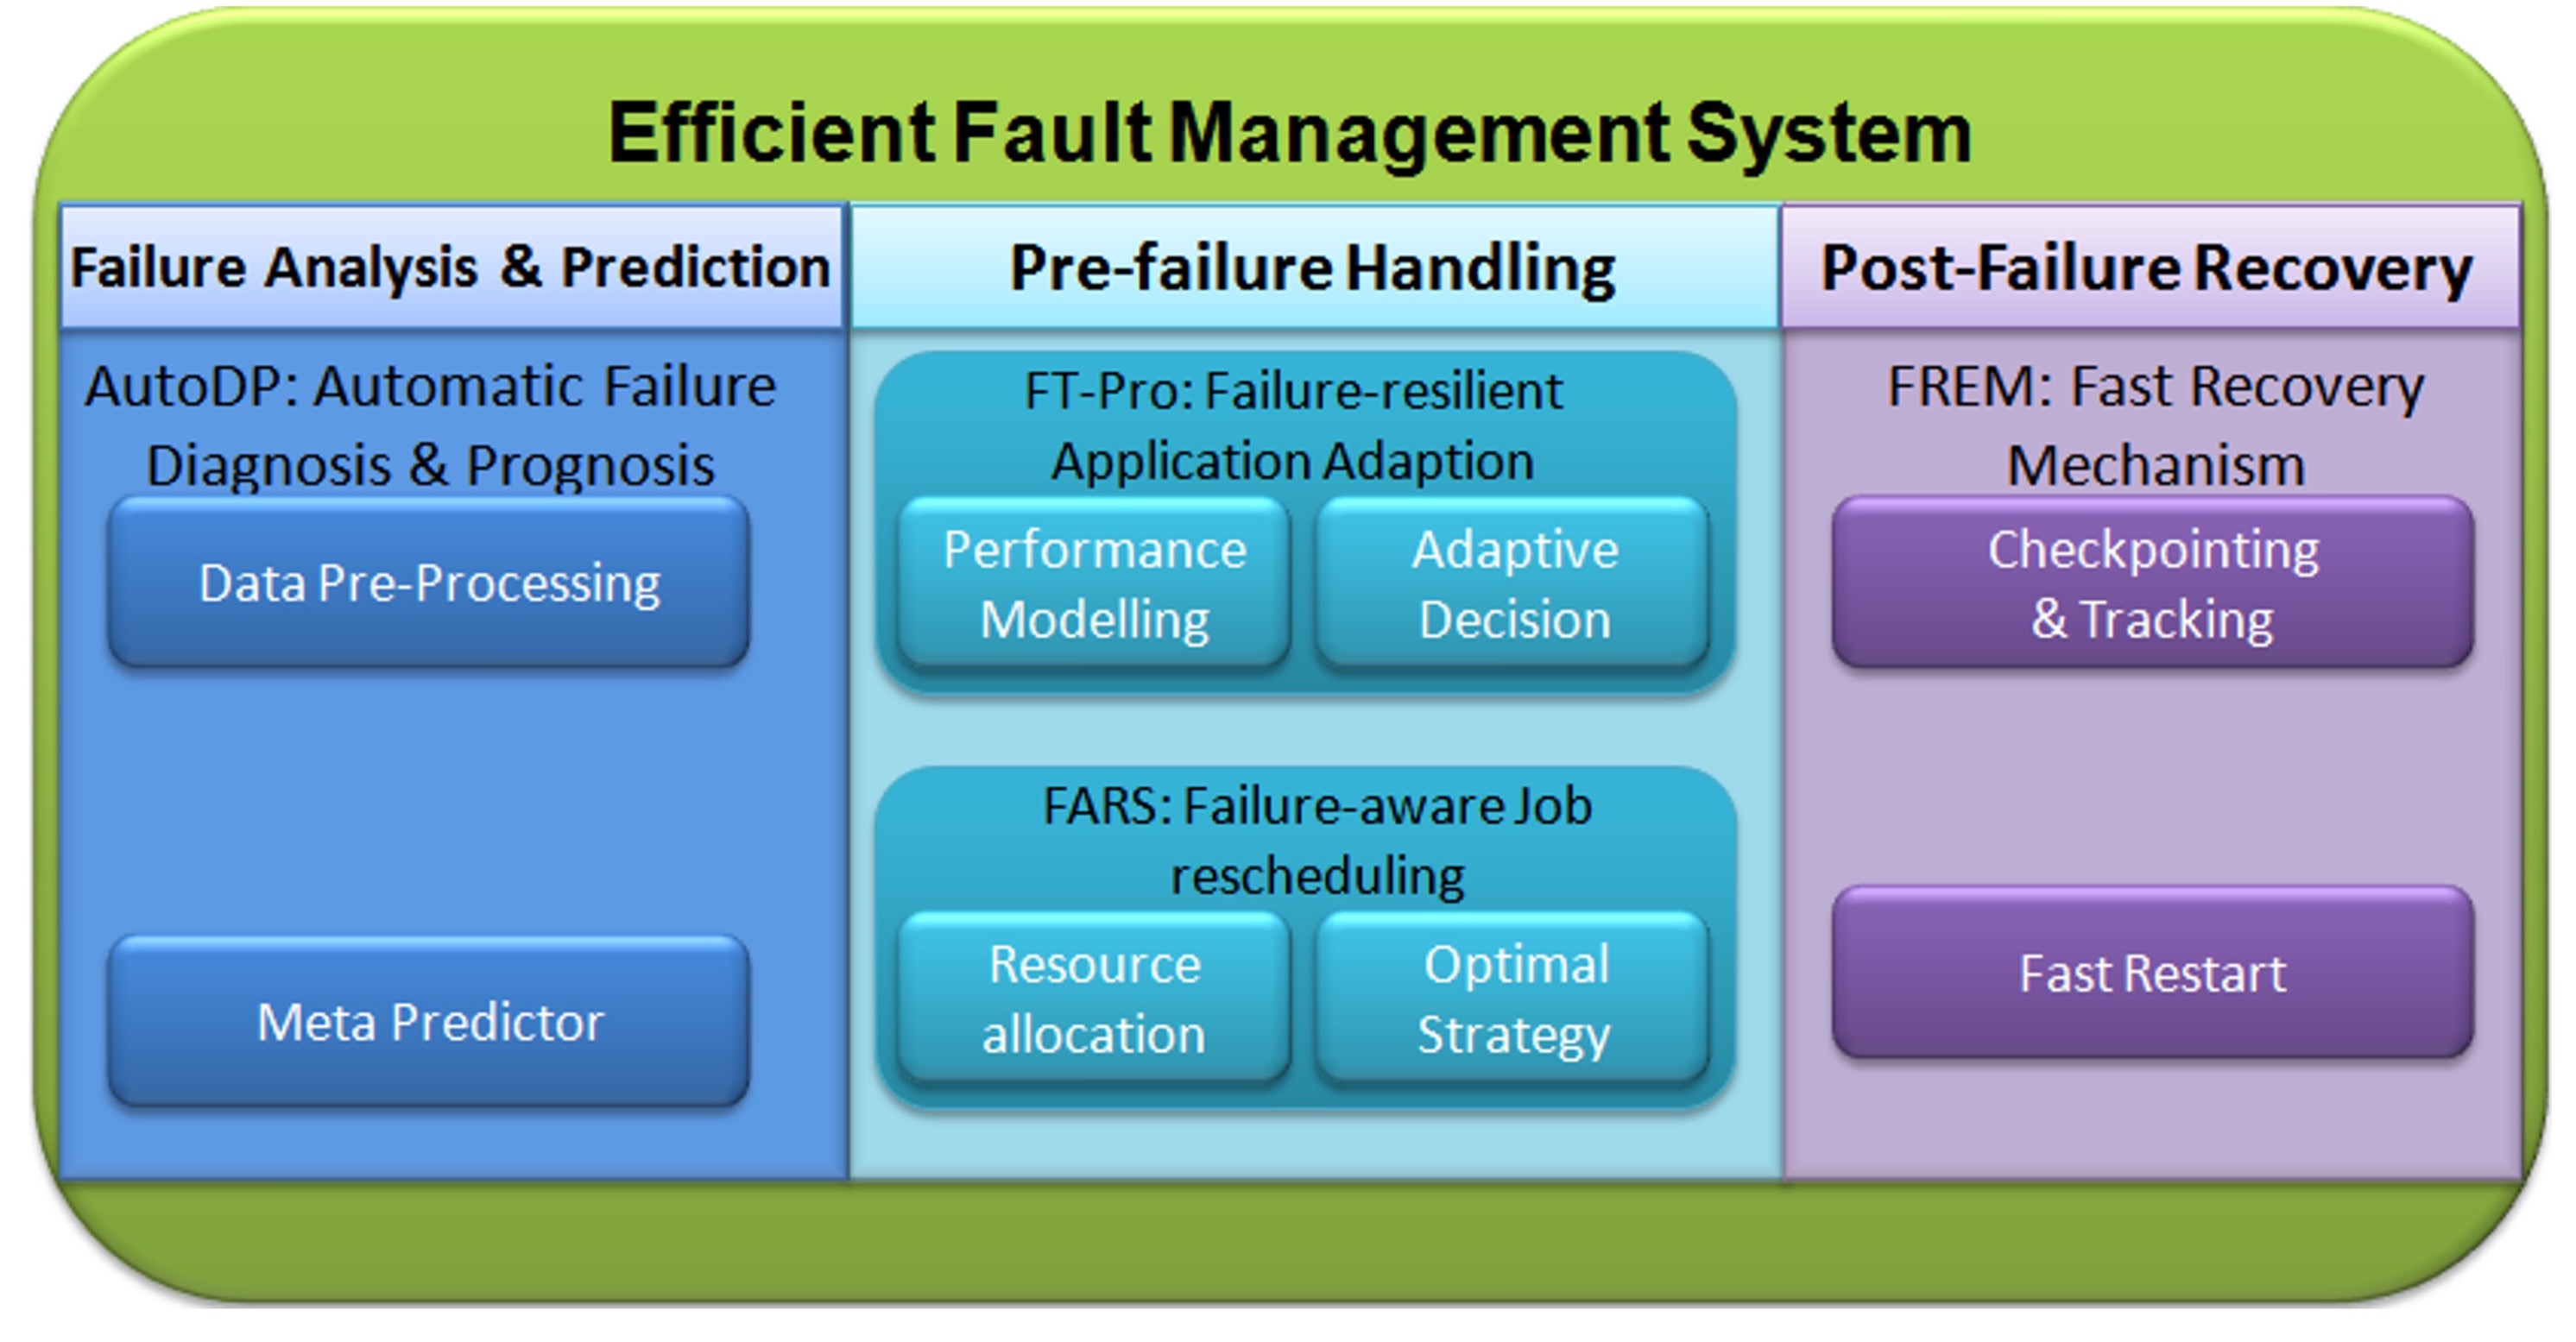 Efficient Fault Management System
Failure Analysis & Prediction
AutoDP: Automatic Failure
Diagnosis & Prognosis
Data Pre-Processing
Meta Predictor
Pre-failure Handling
FT-Pro: Failure-resilient
Application Adaption
Performance
Modelling
Adaptive
Decision
FARS: Failure-aware Job
rescheduling
Resource
allocation
Optimal
Strategy
Post-Failure Recovery
FREM: Fast Recovery
Mechanism
Checkpointing
& Tracking
Fast Restart